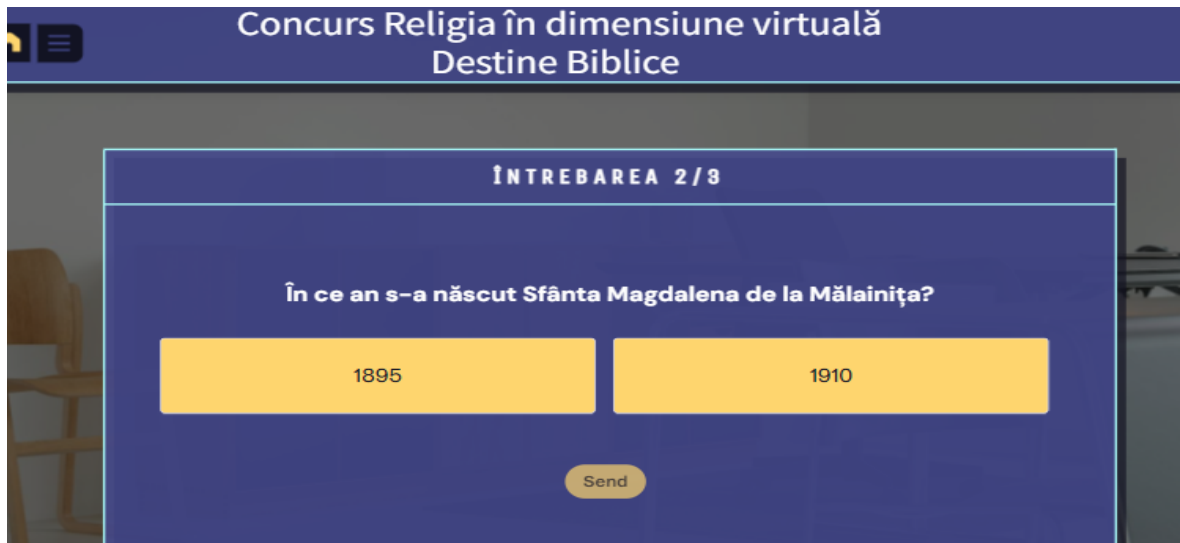 Concurs Religia în dimensiune virtuală
Destine Biblice
ÎNTREBAREA 2/3
În ce an s-a născut Sfânta Magdalena de la Mălainița?
1895
1910
Send